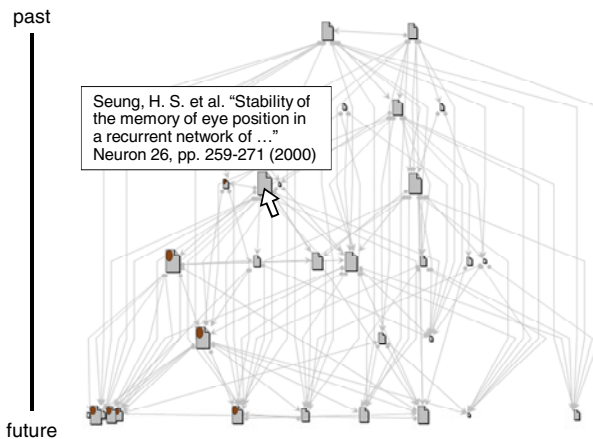 past
Seung, H. S. et al. “Stability of
the memory of eye position in
a recurrent network of …”
Neuron 26, pp. 259-271 (2000)
future